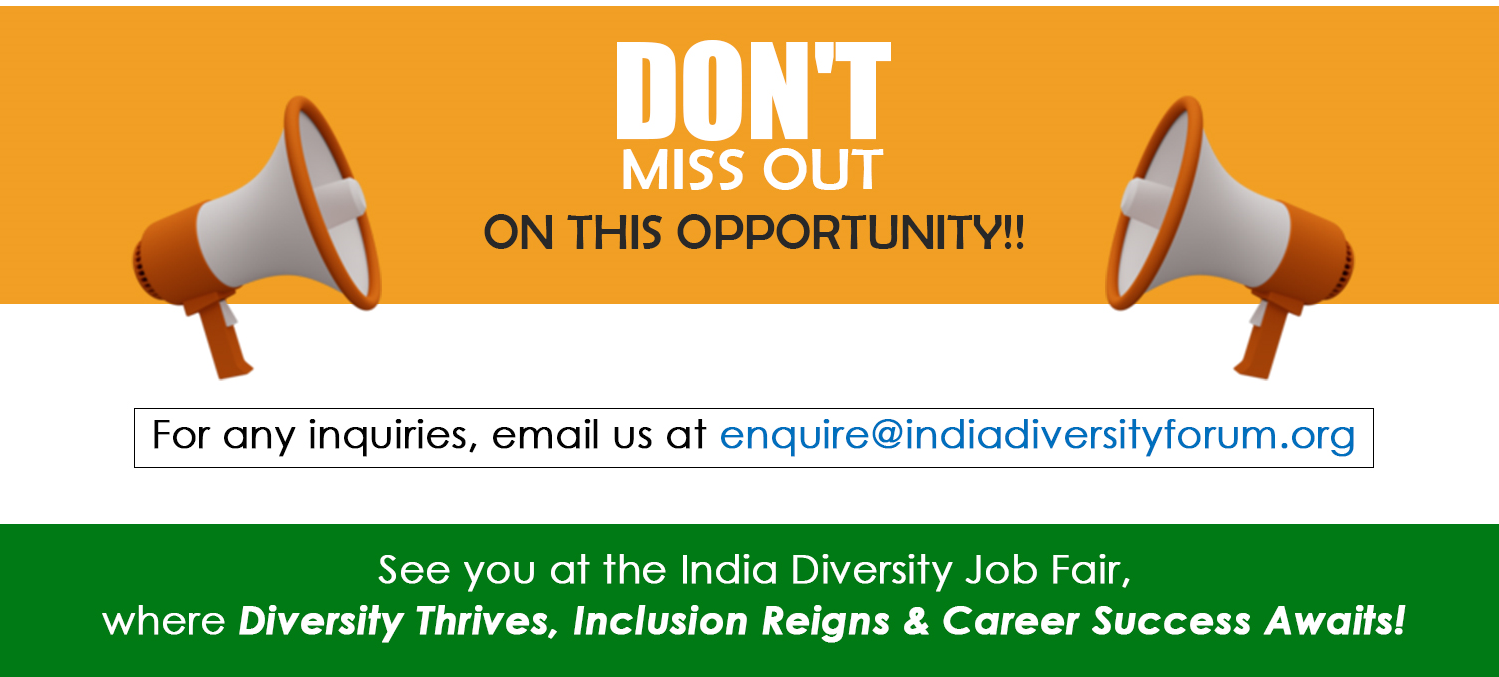 DON'T
MISS OUT
ON THIS OPPORTUNITY!!
For any inquiries, email us at enquire@indiadiversityforum.org
See you at the India Diversity Job Fair,
where Diversity Thrives, Inclusion Reigns & Career Success Awaits!